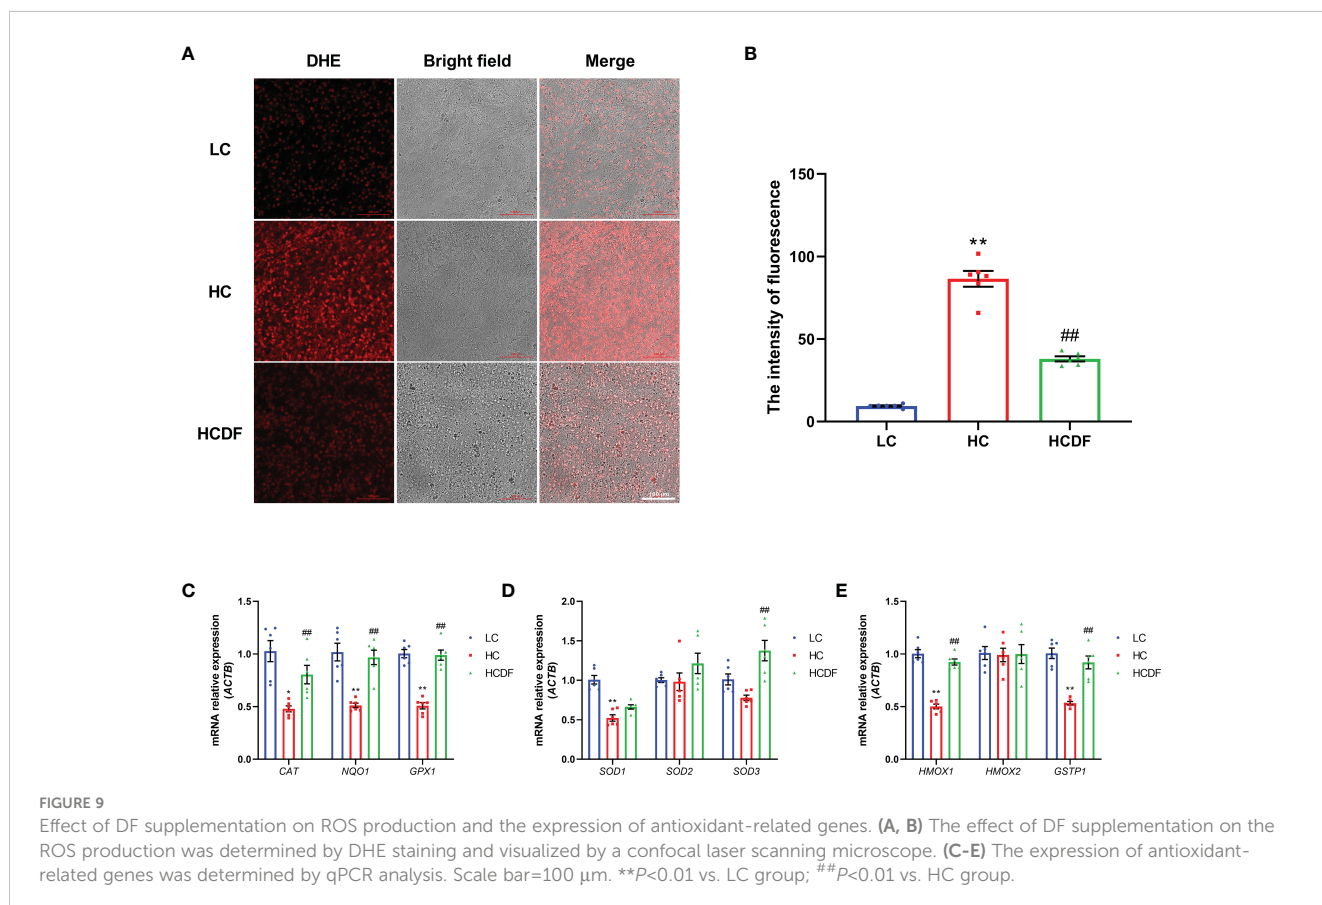 A
DHE Bright field Merge
LC
HC
HCDF
B
The intensity of fluorescence
150
100
50
0
**
##
LC HC HCDF
C
mRNA relative expression
(ACTB)
1.5
1.0
0.5
0.0
* ##
** ##
** ##
CAT NQO1 GPX1
LC
HC
HCDF
D
mRNA relative expression
(ACTB)
2.0
1.5
1.0
0.5
0.0
**
##
SOD1 SOD2 SOD3
LC
HC
HCDF
E
mRNA relative expression
(ACTB)
1.5
1.0
0.5
0.0
** ##
** ##
HMOX1 HMOX2 GSTP1
LC
HC
HCDF
100 μm
FIGURE 9
Effect of DF supplementation on ROS production and the expression of antioxidant-related genes. (A, B) The effect of DF supplementation on the
ROS production was determined by DHE staining and visualized by a confocal laser scanning microscope. (C-E) The expression of antioxidant-
related genes was determined by qPCR analysis. Scale bar=100 μm. **P<0.01 vs. LC group; ##P<0.01 vs. HC group.